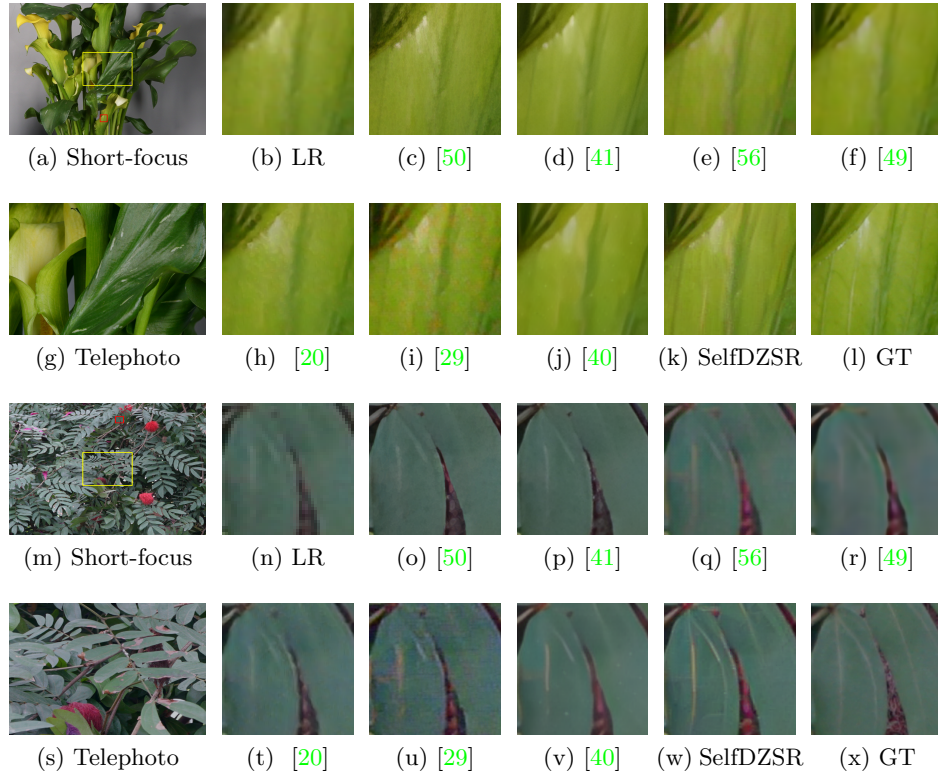 (a) Short-focus (b) LR (c) [50] (d) [41] (e) [56] (f) [49]
(g) Telephoto (h) [20] (i) [29] (j) [40] (k) SelfDZSR (l) GT
(m) Short-focus (n) LR (o) [50] (p) [41] (q) [56] (r) [49]
(s) Telephoto (t) [20] (u) [29] (v) [40] (w) SelfDZSR (x) GT